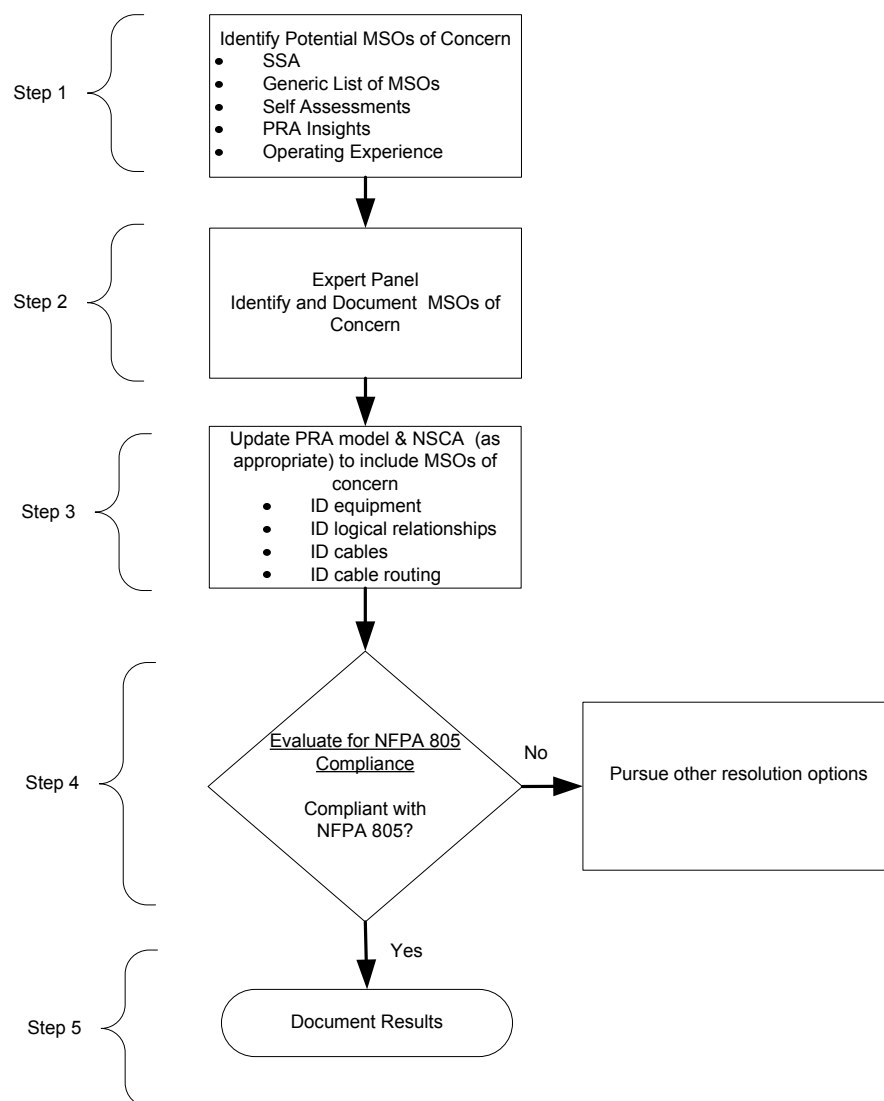 Step 1
Identify Potential MSOs of Concern
• SSA
• Generic List of MSOs
• Self Assessments
• PRA Insights
• Operating Experience
Step 2
Expert Panel
Identify and Document MSOs of
Concern
Step 3
Update PRA model & NSCA (as
appropriate) to include MSOs of
concern
• ID equipment
• ID logical relationships
• ID cables
• ID cable routing
Step 4
Evaluate for NFPA 805
Compliance
Compliant with
NFPA 805?
No
Pursue other resolution options
Yes
Step 5
Document Results